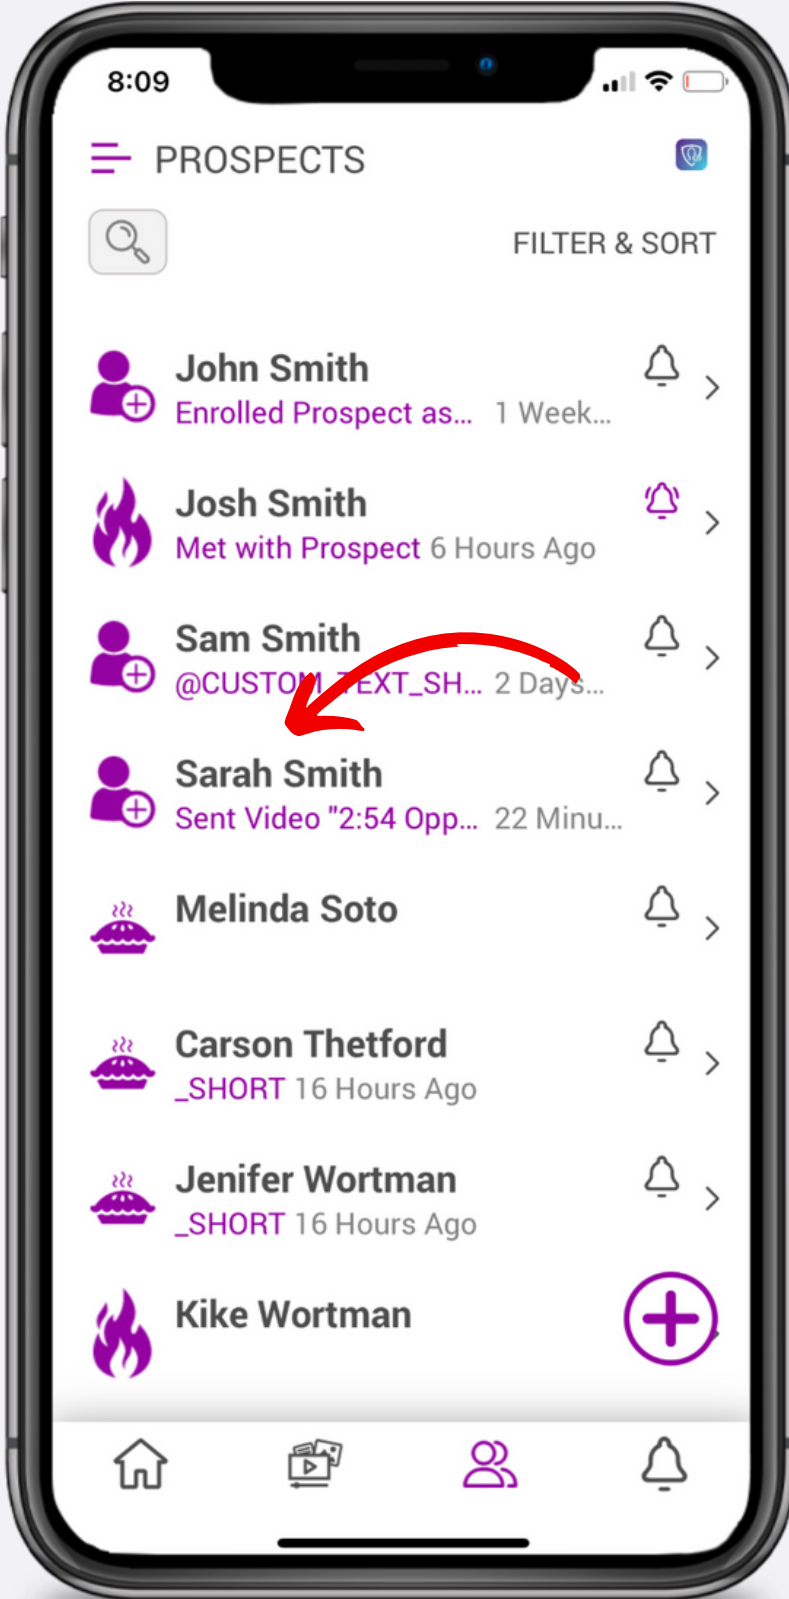 8:09
PROSPECTS
FILTER & SORT
John Smith
Enrolled Prospect as... 1 Week...
Josh Smith
Met with Prospect 6 Hours Ago
Sam Smith
@CUSTOM_TEXT_SH... 2 Days...
Sarah Smith
Sent Video "2:54 Opp... 22 Minu...
Melinda Soto
Carson Thetford
_SHORT 16 Hours Ago
Jenifer Wortman
_SHORT 16 Hours Ago
Kike Wortman